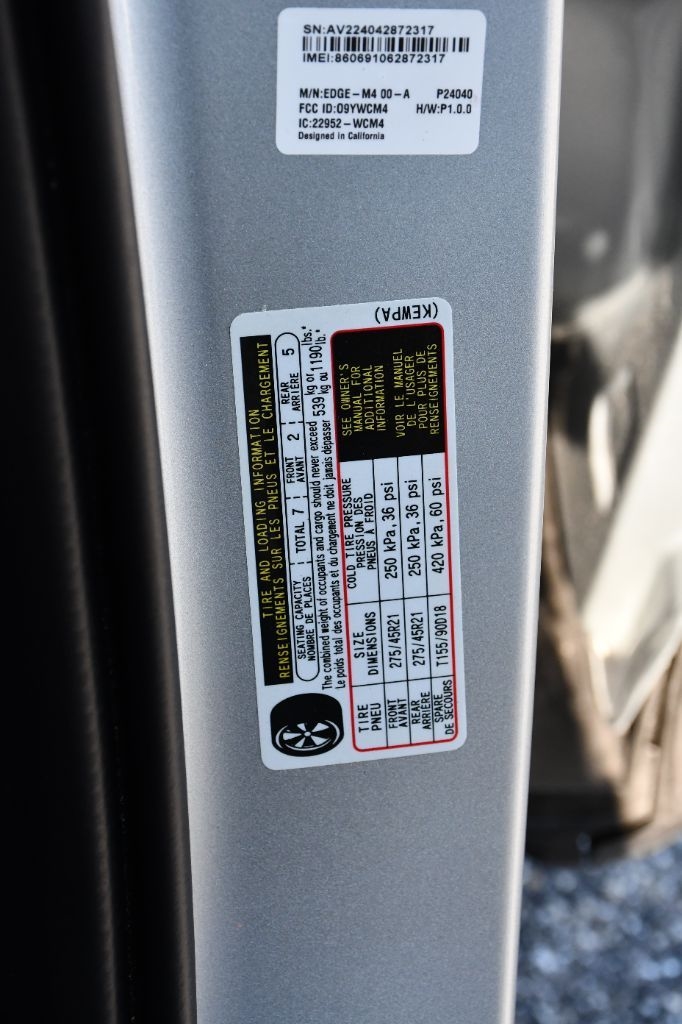 SN:AV224042872317
IMEI:860691062872317
M/N:EDGE-M4 00-A P24040
FCC ID:O9YWCM4 H/W:P1.0.0
IC:22952-WCM4
Designed in California
TIRE AND LOADING INFORMATION
RENSEIGNEMENTS SUR LES PNEUS ET LE CHARGEMENT
SEATING CAPACITY TOTAL 7 FRONT 2 REAR 5
NOMBRE DE PLACES AVANT ARRIÈRE
The combined weight of occupants and cargo should never exceed 539 kg or 1190 lbs.
Le poids total des occupants et du chargement ne doit jamais dépasser kg ou lb.
TIRE SIZE COLD TIRE PRESSURE
PNEU DIMENSIONS PRESSION DES PNEUS À FROID
FRONT 275/45R21 250 kPa, 36 psi
AVANT
REAR 275/45R21 250 kPa, 36 psi
ARRIÈRE
SPARE T155/90D18 420 kPa, 60 psi
DE SECOURS
SEE OWNER'S
MANUAL FOR
ADDITIONAL
INFORMATION
VOIR LE MANUEL
DE L'USAGER
POUR PLUS DE
RENSEIGNEMENTS
(KEWPA)